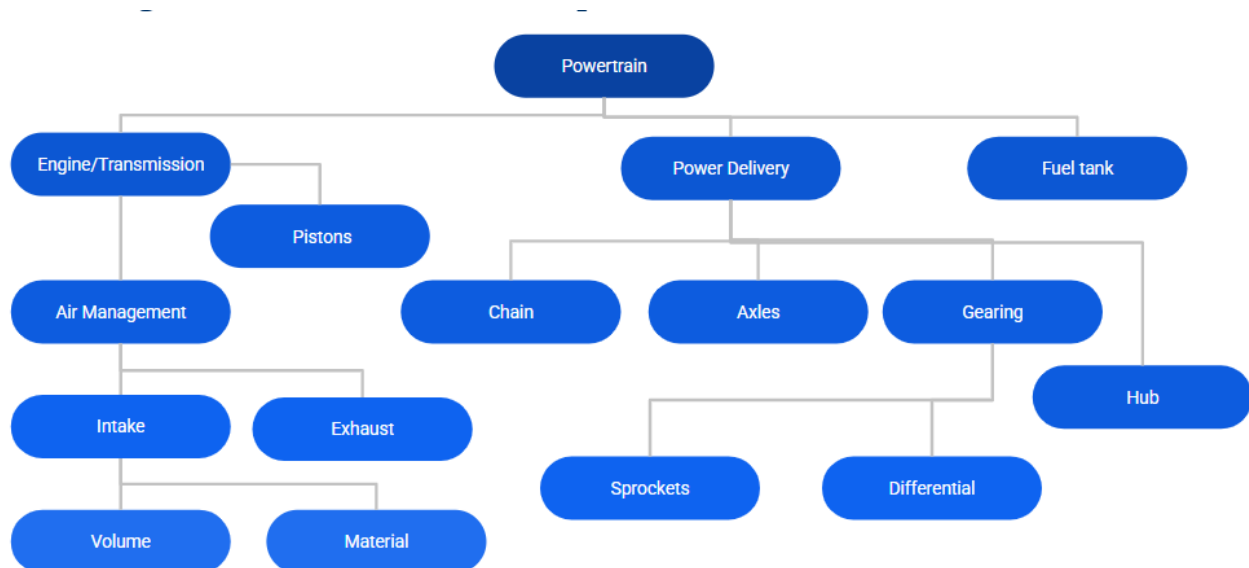 Powertrain
Engine/Transmission
Power Delivery
Fuel tank
Pistons
Air Management
Chain
Axles
Gearing
Hub
Intake
Exhaust
Sprockets
Differential
Volume
Material